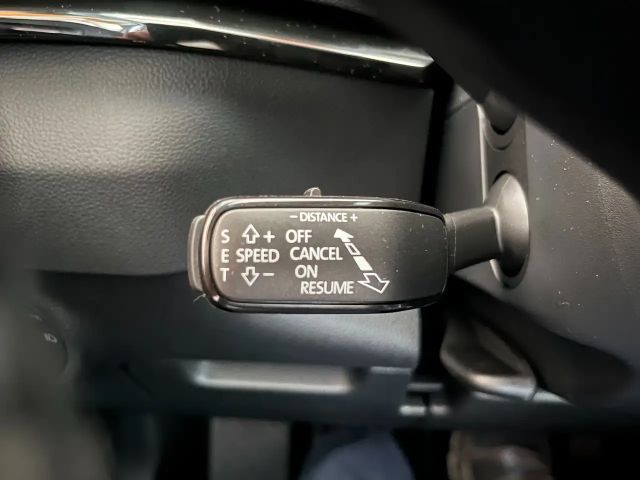 - DISTANCE +
S + OFF
E SPEED CANCEL
T - ON
RESUME